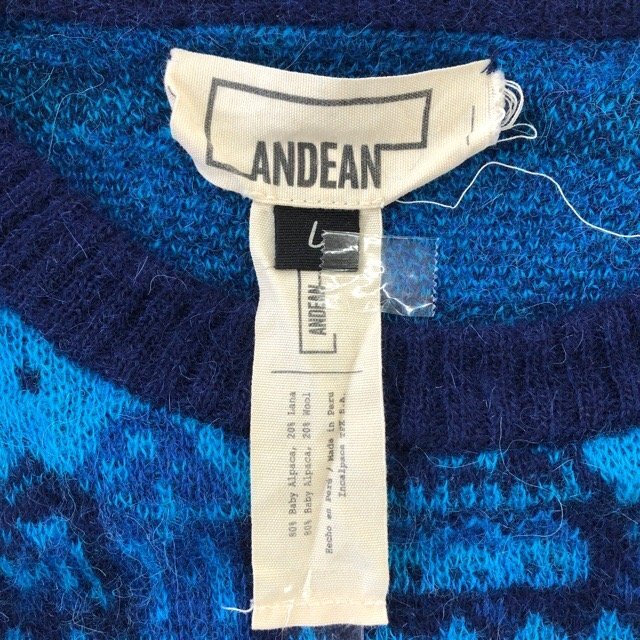 ANDEAN
L
ANDEAN
80% Baby Alpaca, 20% Lana
80% Baby Alpaca, 20% Wool
Hecho en Perú / Made in Peru
Incalpaca TPX S.A.